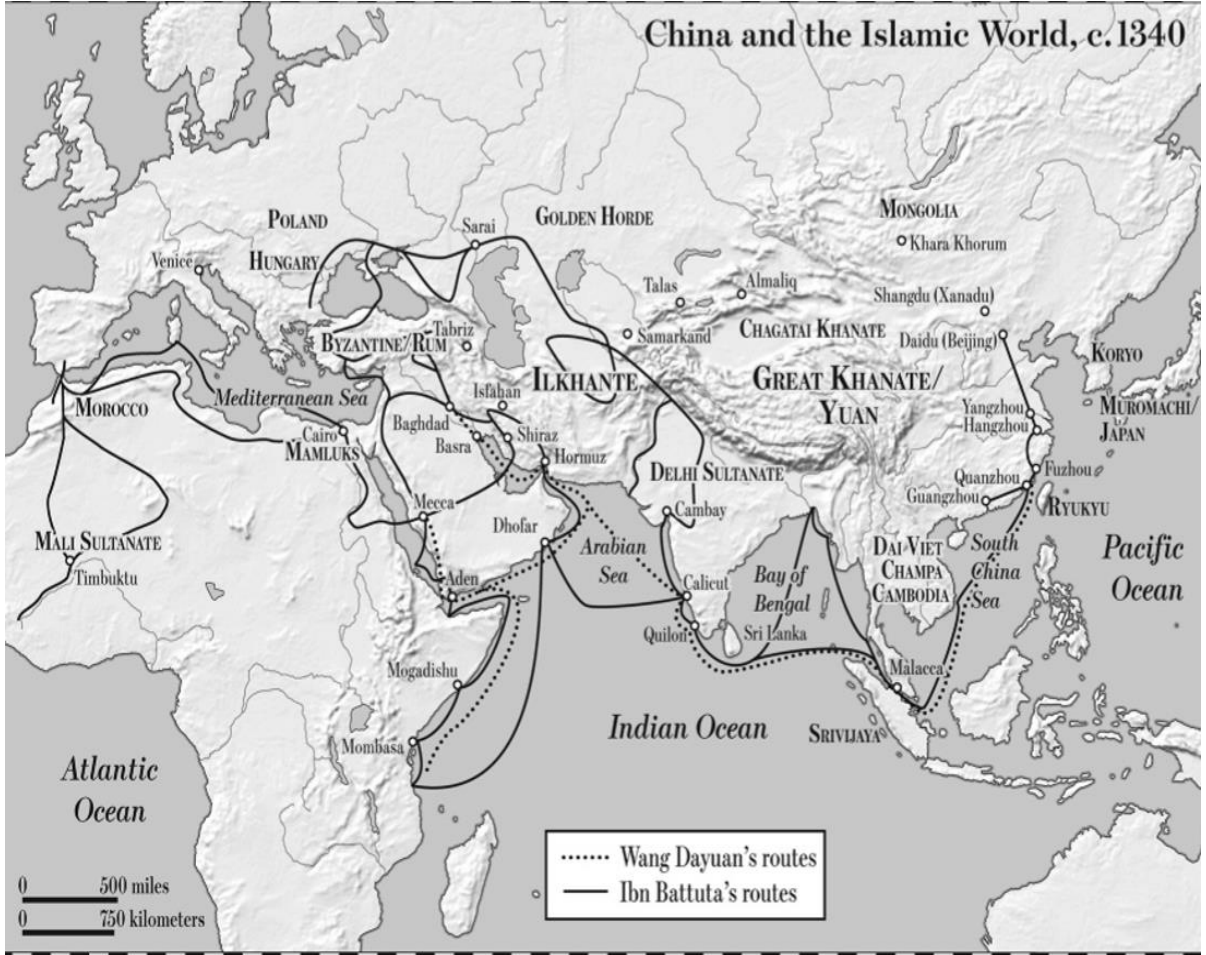 China and the Islamic World, c.1340
MONGOLIA
Khara Khorum
POLAND
GOLDEN HORDE
Sarai
HUNGARY
Venice
Talas
Almaliq
Shangdu (Xanadu)
Samarkand
CHAGATAI KHANATE
Daidu (Beijing)
Tabriz
BYZANTINE/RUM
KORYO
ILKHANTE
GREAT KHANATE/
YUAN
Isfahan
Mediterranean Sea
MOROCCO
Yangzhou
Hangzhou
MUROMACHI/
JAPAN
Baghdad
Cairo
MAMLUKS
Basra
Shiraz
Hormuz
DELHI SULTANATE
Fuzhou
Quanzhou
Guangzhou
RYUKYU
Mecca
Cambay
Dhofar
MALI SULTANATE
Timbuktu
Arabian
Sea
DAI VIET
CHAMPA
CAMBODIA
South
China
Sea
Pacific
Ocean
Aden
Calicut
Bay of
Bengal
Quilon
Sri Lanka
Mogadishu
Malacca
Indian Ocean
SRIVIJAYA
Mombasa
Atlantic
Ocean
Wang Dayuan's routes
Ibn Battuta's routes
0 500 miles
0 750 kilometers